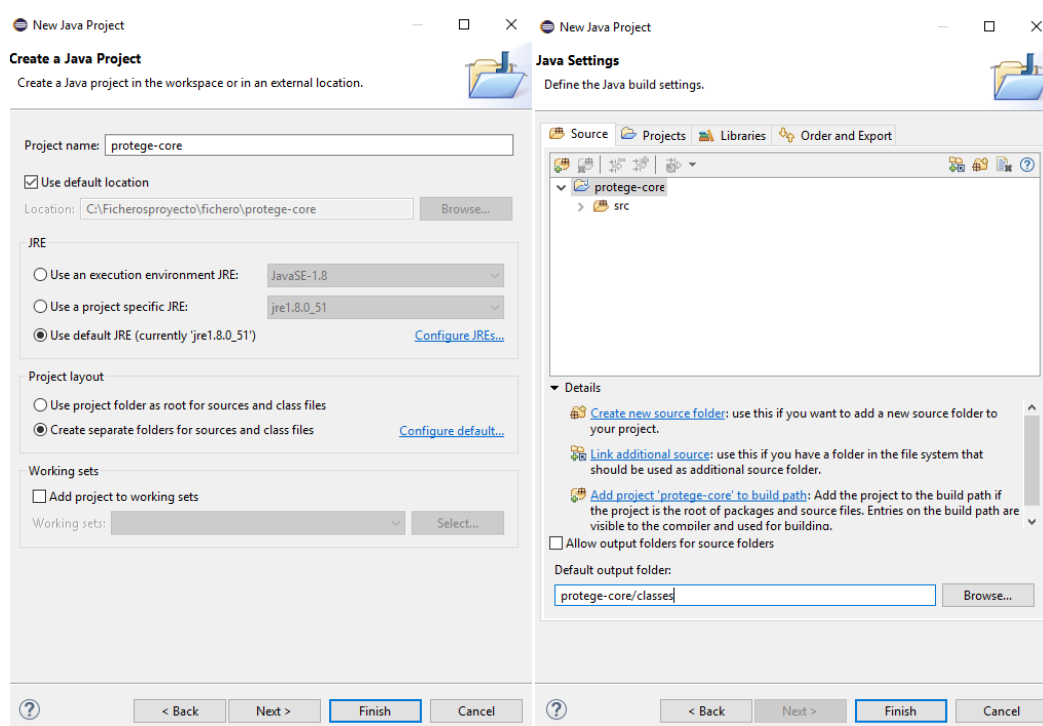 New Java Project
Create a Java Project
Create a Java project in the workspace or in an external location.
Project name: protege-core
Use default location
Location: C:\Ficherosproyecto\fichero\protege-core Browse...
JRE
Use an execution environment JRE: JavaSE-1.8
Use a project specific JRE: jre1.8.0_51
Use default JRE (currently 'jre1.8.0_51') Configure JREs...
Project layout
Use project folder as root for sources and class files
Create separate folders for sources and class files Configure default...
Working sets
Add project to working sets
Working sets: Select...
? < Back Next > Finish Cancel
New Java Project
Java Settings
Define the Java build settings.
Source Projects Libraries Order and Export
protege-core
src
Details
Create new source folder: use this if you want to add a new source folder to
your project.
Link additional source: use this if you have a folder in the file system that
should be used as additional source folder.
Add project 'protege-core' to build path: Add the project to the build path if
the project is the root of packages and source files. Entries on the build path are
visible to the compiler and used for building.
Allow output folders for source folders
Default output folder:
protege-core/classes Browse...
? < Back Next > Finish Cancel